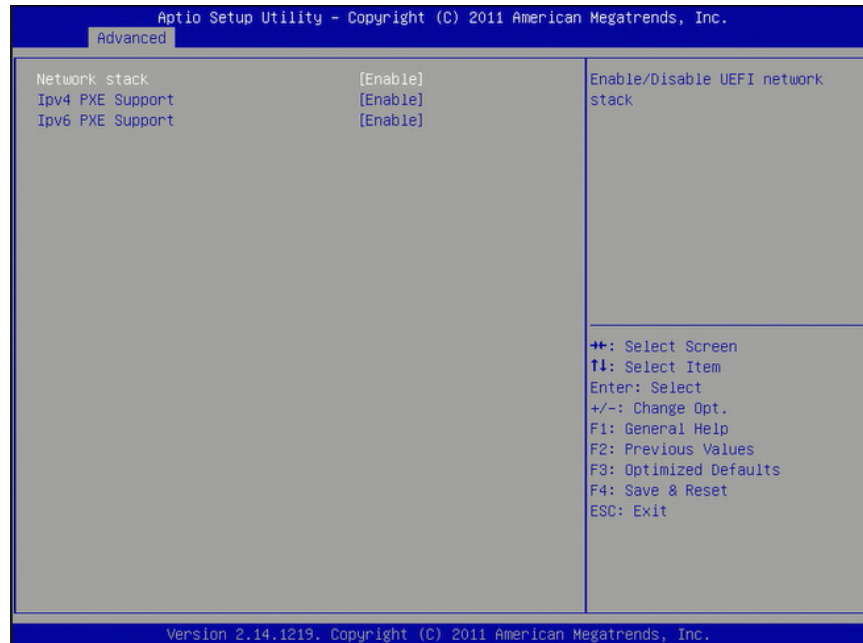 Aptio Setup Utility – Copyright (C) 2011 American Megatrends, Inc.
Advanced
Network stack [Enable]
Ipv4 PXE Support [Enable]
Ipv6 PXE Support [Enable]
Enable/Disable UEFI network
stack
→←: Select Screen
↑↓: Select Item
Enter: Select
+/-: Change Opt.
F1: General Help
F2: Previous Values
F3: Optimized Defaults
F4: Save & Reset
ESC: Exit
Version 2.14.1219. Copyright (C) 2011 American Megatrends, Inc.